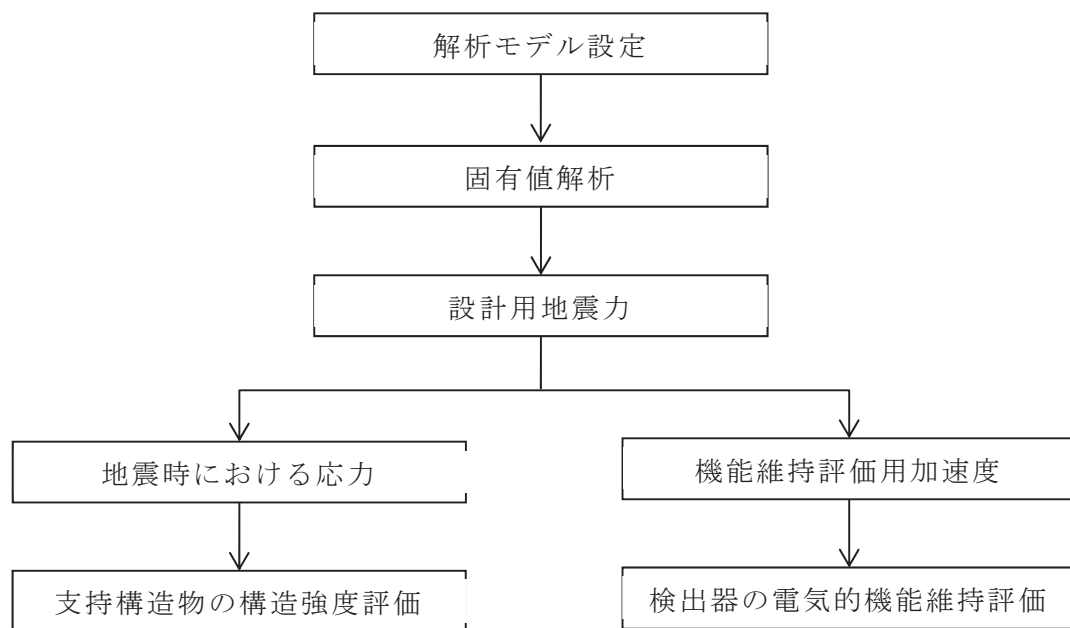 解析モデル設定
固有値解析
設計用地震力
地震時における応力
機能維持評価用加速度
支持構造物の構造強度評価
検出器の電気的機能維持評価